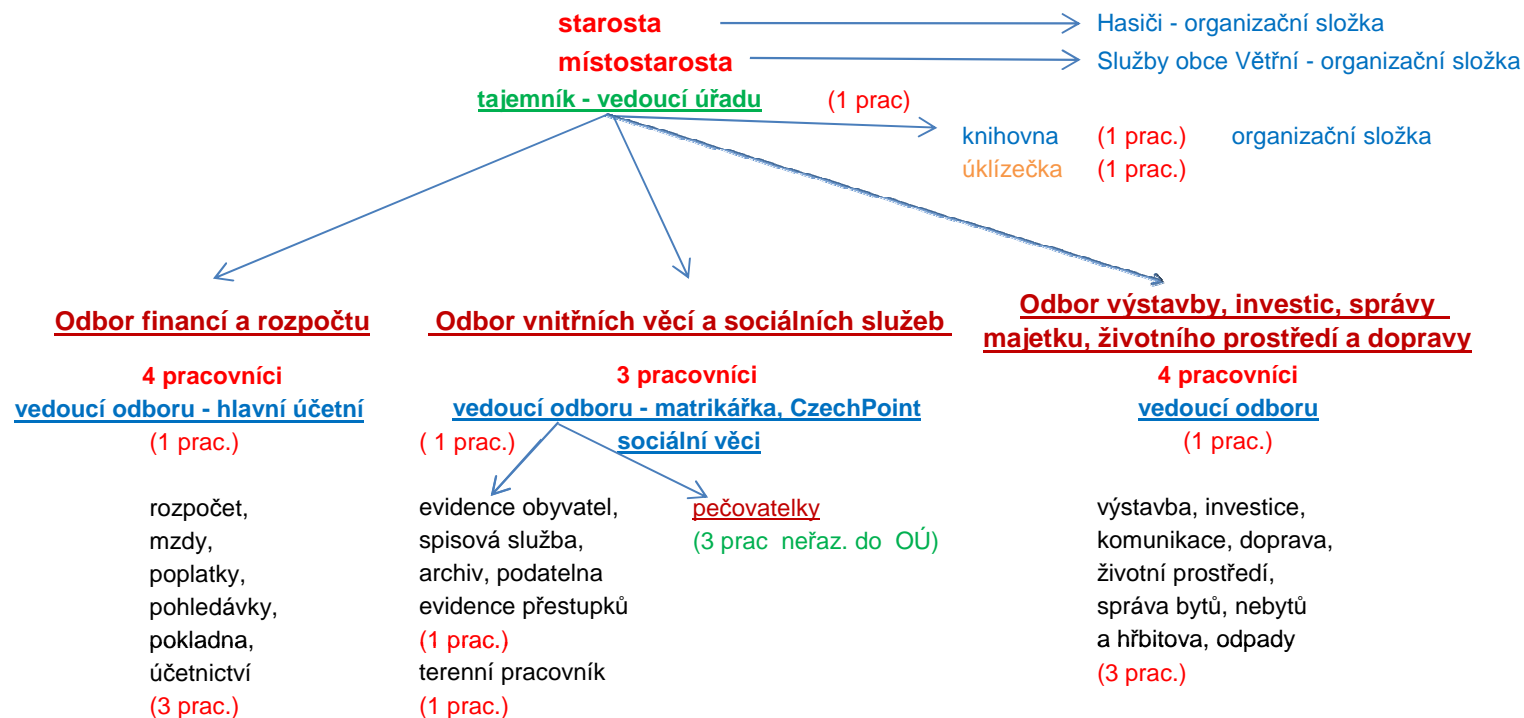 starosta
Hasiči - organizační složka
místostarosta
Služby obce Větřní - organizační složka
tajemník - vedoucí úřadu (1 prac)
knihovna (1 prac.) organizační složka
úklízečka (1 prac.)
Odbor financí a rozpočtu
4 pracovníci
vedoucí odboru - hlavní účetní
(1 prac.)
rozpočet,
mzdy,
poplatky,
pohledávky,
pokladna,
účetnictví
(3 prac.)
Odbor vnitřních věcí a sociálních služeb
3 pracovníci
vedoucí odboru - matrikářka, CzechPoint
( 1 prac.) sociální věci
evidence obyvatel,
spisová služba,
archiv, podatelna
evidence přestupků
(1 prac.)
terenní pracovník
(1 prac.)
pečovatelky
(3 prac neřaz. do OÚ)
Odbor výstavby, investic, správy
majetku, životního prostředí a dopravy
4 pracovníci
vedoucí odboru
(1 prac.)
výstavba, investice,
komunikace, doprava,
životní prostředí,
správa bytů, nebytů
a hřbitova, odpady
(3 prac.)